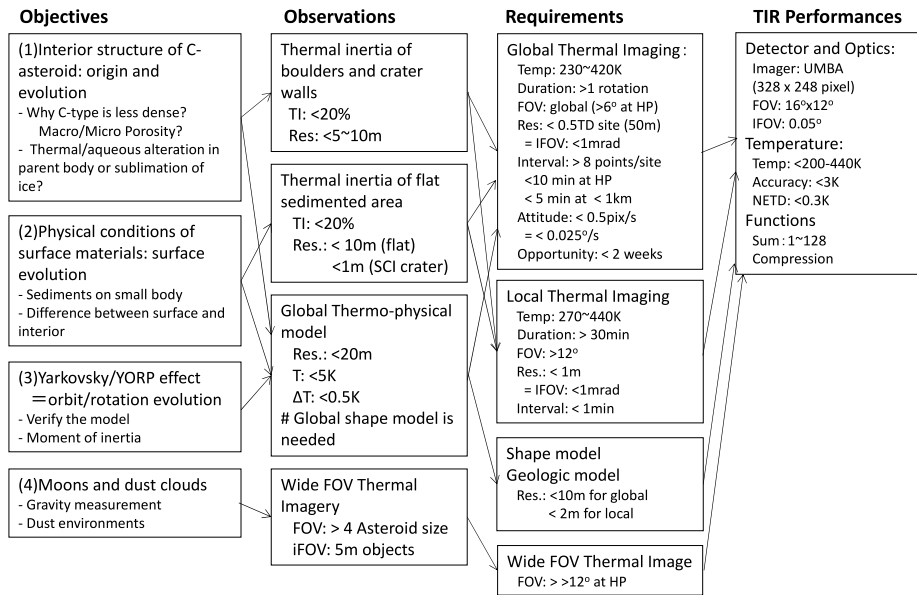 Objectives
(1)Interior structure of C-
asteroid: origin and
evolution
- Why C-type is less dense?
Macro/Micro Porosity?
- Thermal/aqueous alteration in
parent body or sublimation of
ice?
(2)Physical conditions of
surface materials: surface
evolution
- Sediments on small body
- Difference between surface and
interior
(3)Yarkovsky/YORP effect
＝orbit/rotation evolution
- Verify the model
- Moment of inertia
(4)Moons and dust clouds
- Gravity measurement
- Dust environments
Observations
Thermal inertia of
boulders and crater
walls
TI: <20%
Res: <5~10m
Thermal inertia of flat
sedimented area
TI: <20%
Res.: < 10m (flat)
<1m (SCI crater)
Global Thermo-physical
model
Res.: <20m
T: <5K
ΔT: <0.5K
# Global shape model is
needed
Wide FOV Thermal
Imagery
FOV: > 4 Asteroid size
iFOV: 5m objects
Requirements
Global Thermal Imaging：
Temp: 230~420K
Duration: >1 rotation
FOV: global (>6° at HP)
Res: < 0.5TD site (50m)
= IFOV: <1mrad
Interval: > 8 points/site
<10 min at HP
< 5 min at < 1km
Attitude: < 0.5pix/s
= < 0.025°/s
Opportunity: < 2 weeks
Local Thermal Imaging
Temp: 270~440K
Duration: > 30min
FOV: >12°
Res.: < 1m
= IFOV: <1mrad
Interval: < 1min
Shape model
Geologic model
Res.: <10m for global
< 2m for local
Wide FOV Thermal Image
FOV: > >12° at HP
TIR Performances
Detector and Optics:
Imager: UMBA
(328 x 248 pixel)
FOV: 16°x12°
IFOV: 0.05°
Temperature:
Temp: <200-440K
Accuracy: <3K
NETD: <0.3K
Functions
Sum：1~128
Compression